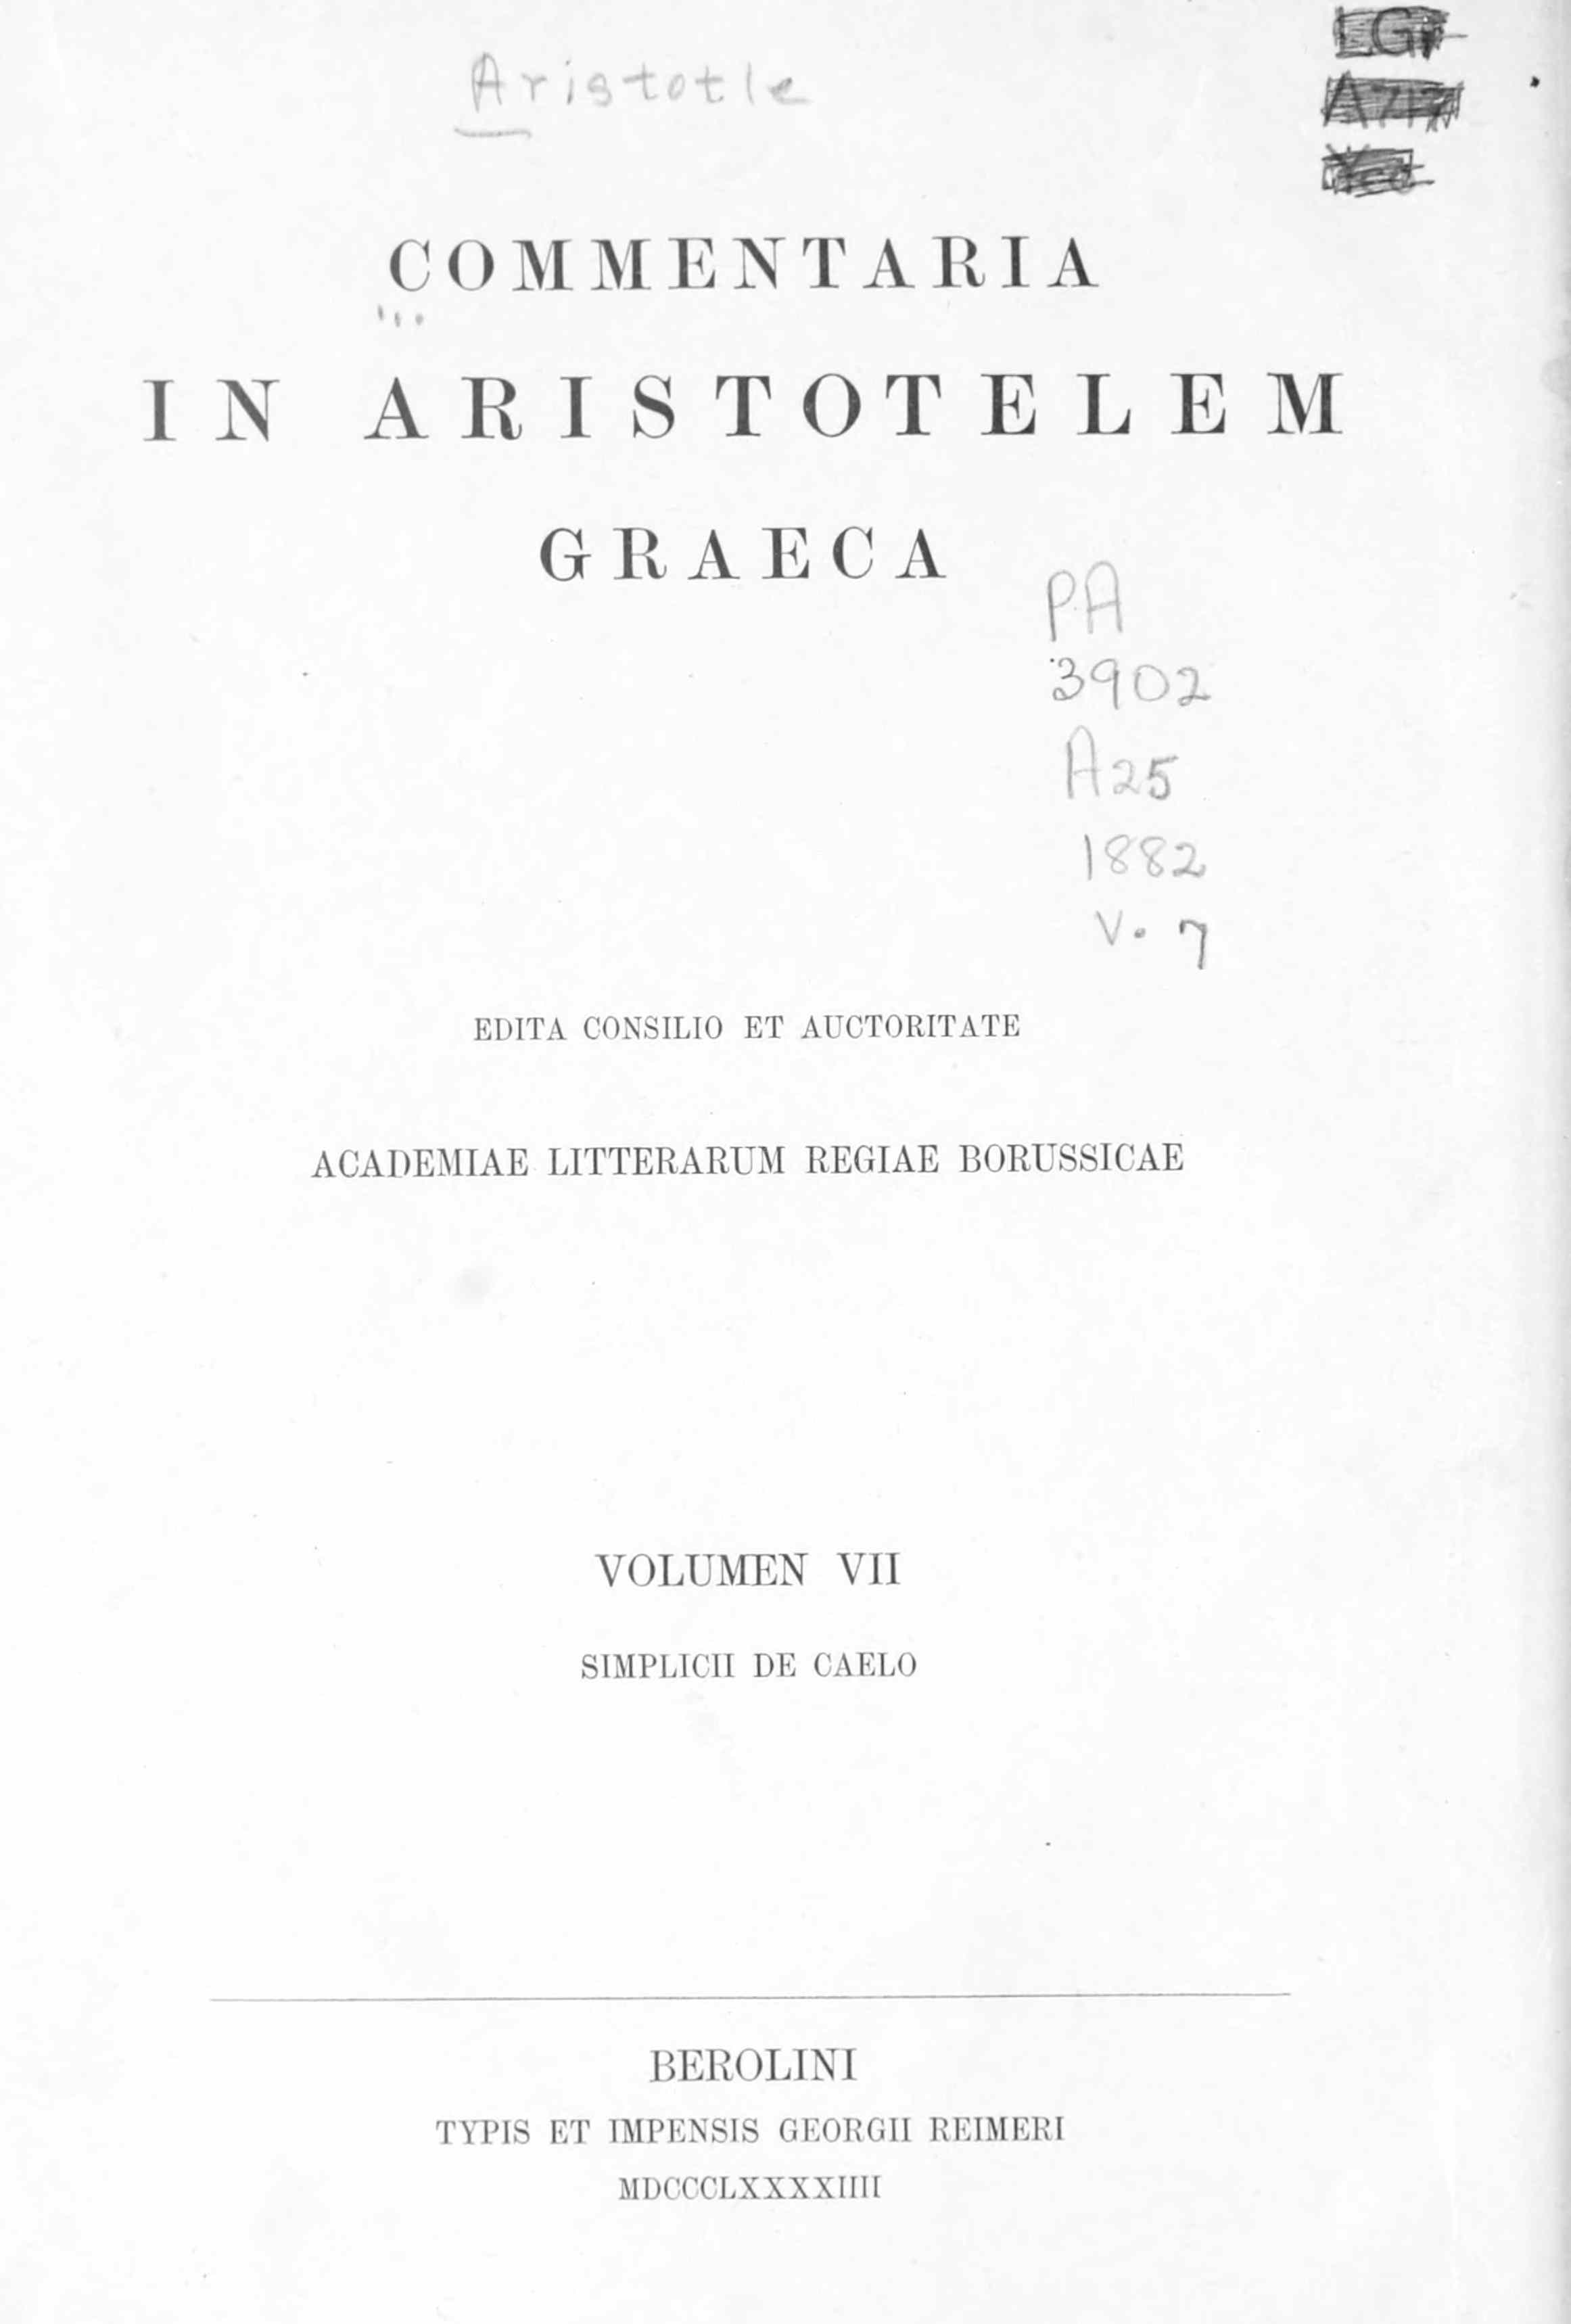 Aristotle
COMMENTARIA
IN ARISTOTELEM
GRAECA
PA
3902
A25
1882
v. 7
EDITA CONSILIO ET AUCTORITATE
ACADEMIAE LITTERARUM REGIAE BORUSSICAE
VOLUMEN VII
SIMPLICII DE CAELO
BEROLINI
TYPIS ET IMPENSIS GEORGII REIMERI
MDCCCLXXXXIIII